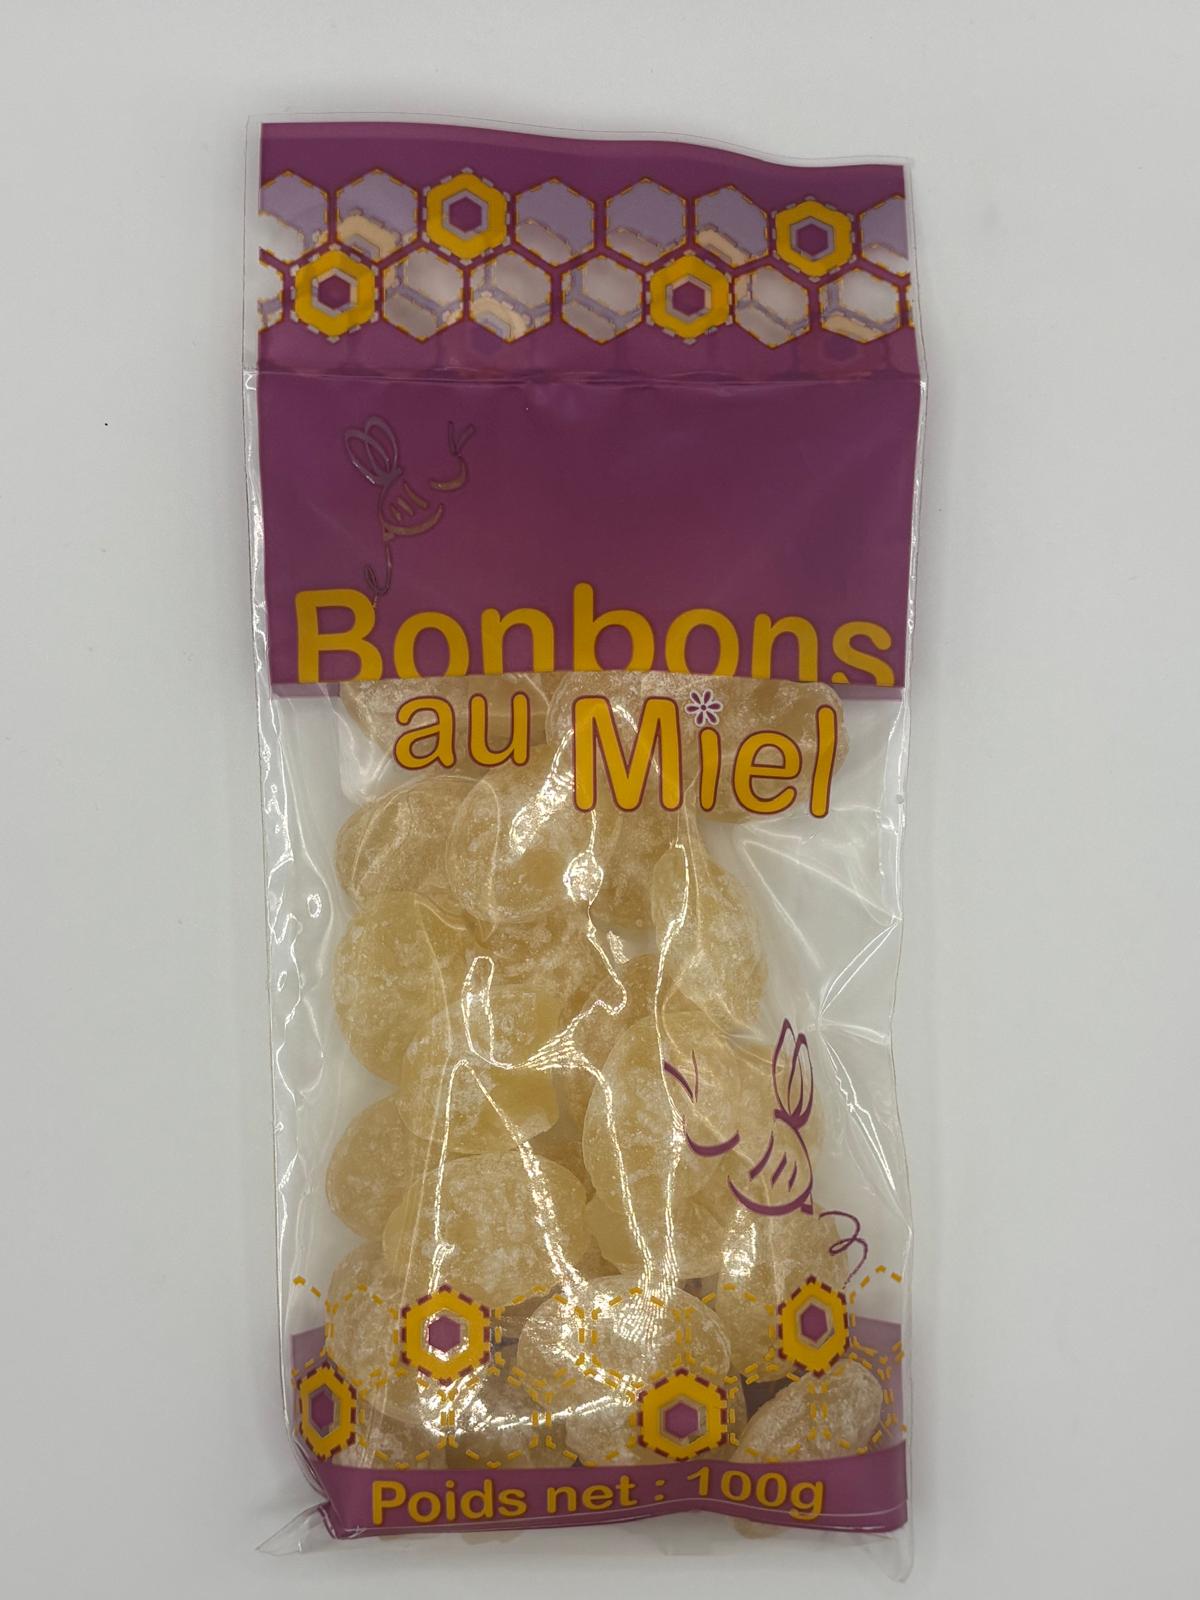 Bonbons
au Miel
Poids net : 100g